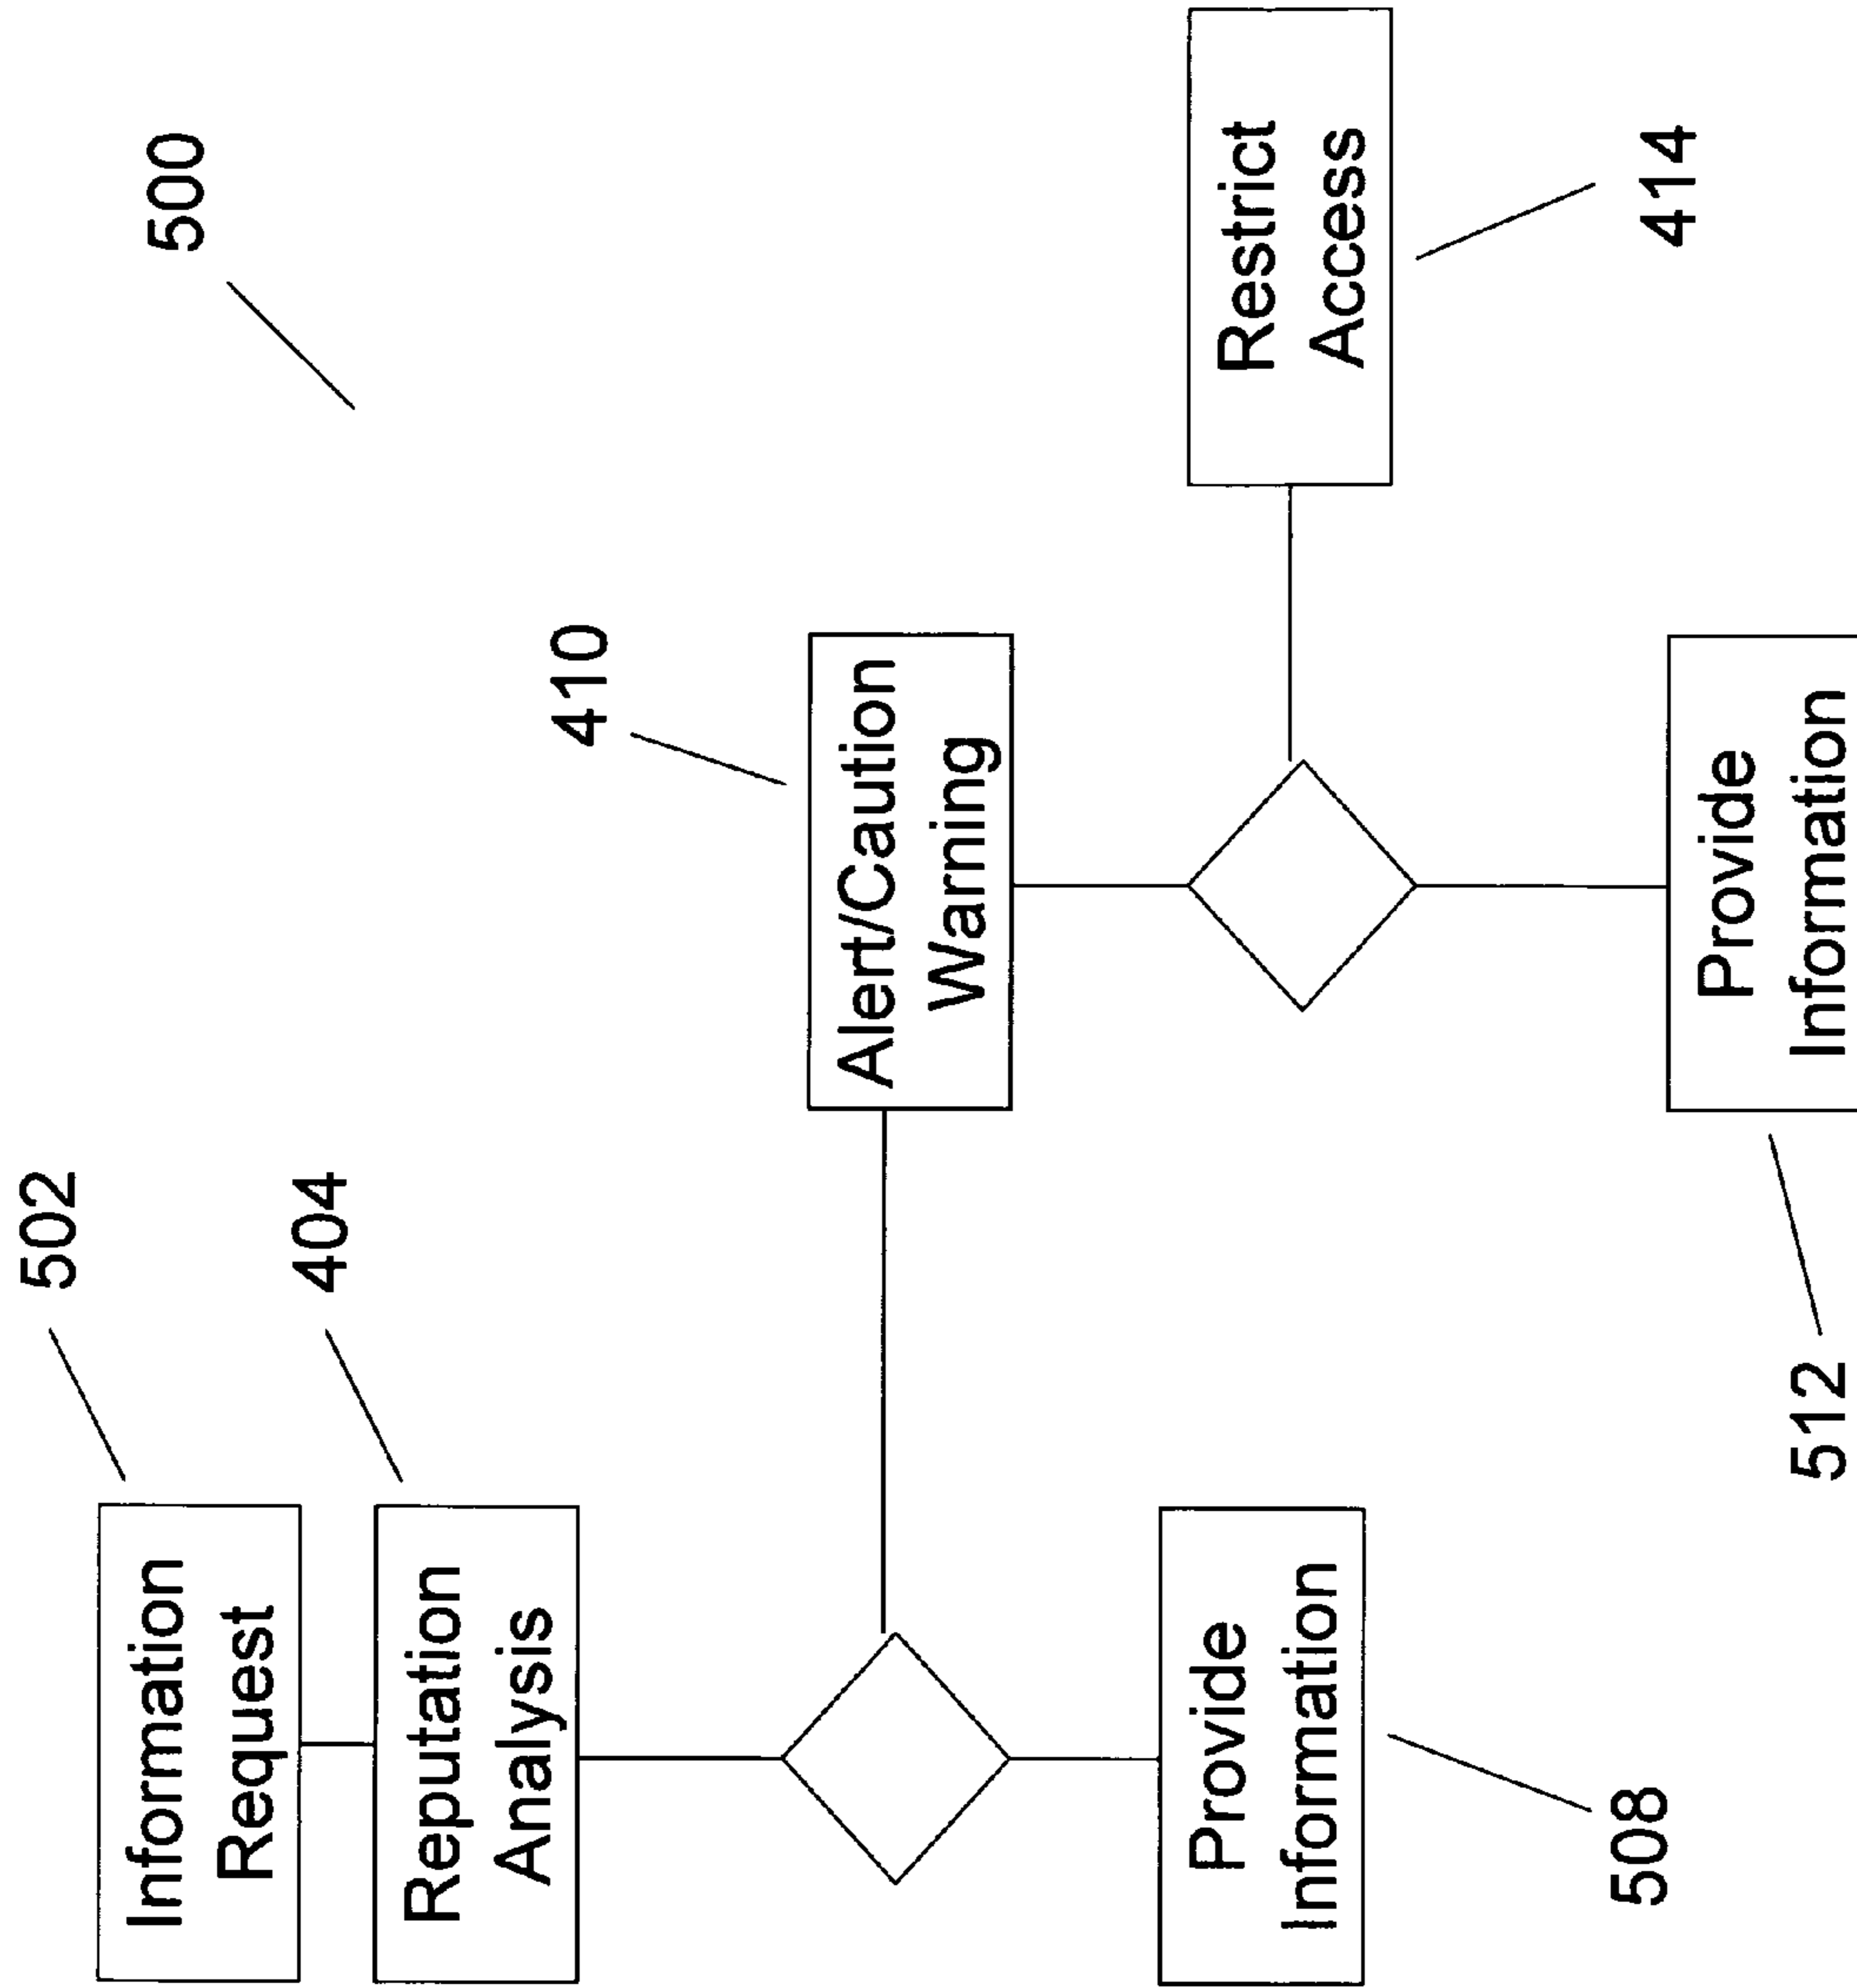 500
502
Information
Request
404
Reputation
Analysis
410
Alert/Caution
Warning
Restrict
Access
414
Provide
Information
508
Provide
Information
512